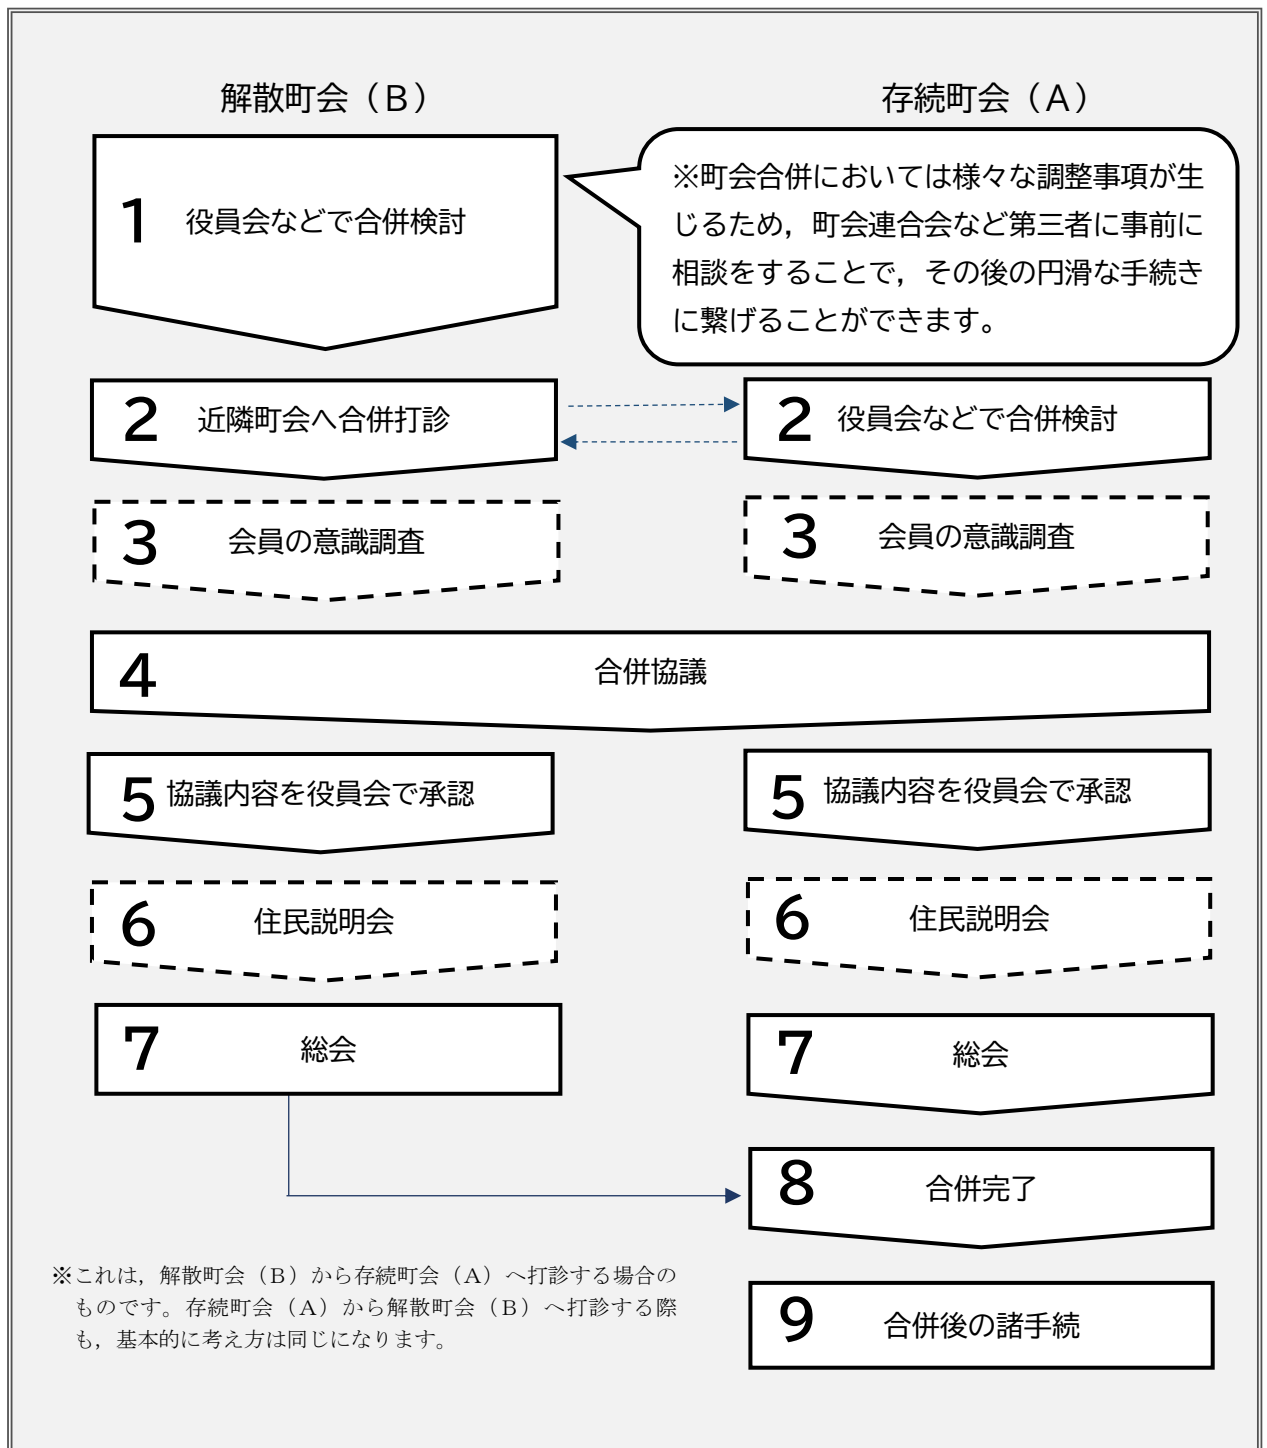 解散町会（Ｂ）
存続町会（Ａ）
1 役員会などで合併検討
※町会合併においては様々な調整事項が生
じるため，町会連合会など第三者に事前に
相談をすることで，その後の円滑な手続き
に繋げることができます。
2 近隣町会へ合併打診
2 役員会などで合併検討
3 会員の意識調査
3 会員の意識調査
4 合併協議
5 協議内容を役員会で承認
5 協議内容を役員会で承認
6 住民説明会
6 住民説明会
7 総会
7 総会
8 合併完了
※これは，解散町会（Ｂ）から存続町会（Ａ）へ打診する場合の
ものです。存続町会（Ａ）から解散町会（Ｂ）へ打診する際
も，基本的に考え方は同じになります。
9 合併後の諸手続